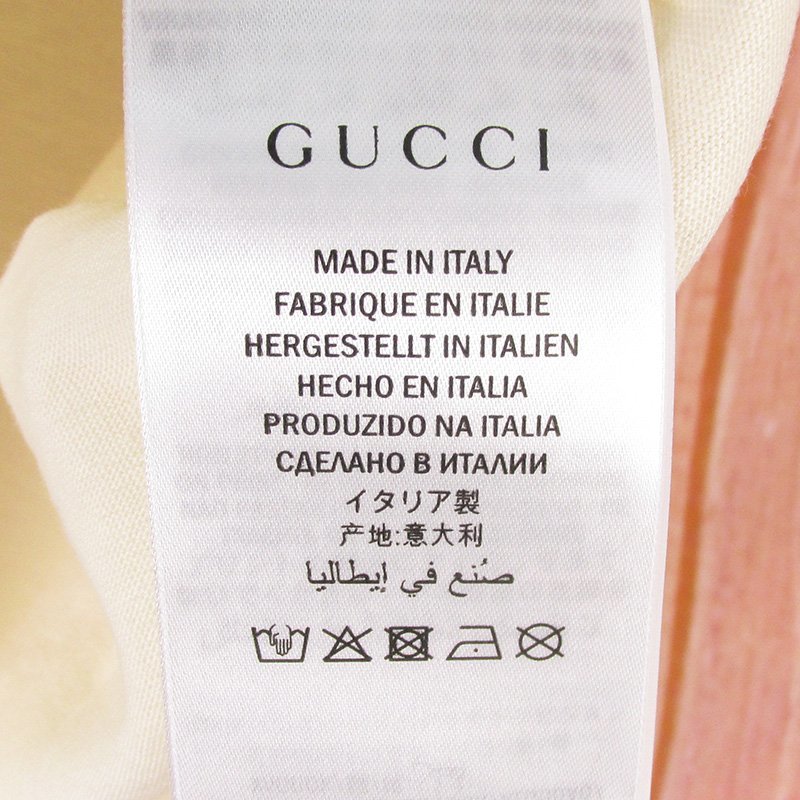 GUCCI
MADE IN ITALY
FABRIQUE EN ITALIE
HERGESTELLT IN ITALIEN
HECHO EN ITALIA
PRODUZIDO NA ITALIA
СДЕЛАНО В ИТАЛИИ
イタリア製
产地:意大利
صُنع في إيطاليا